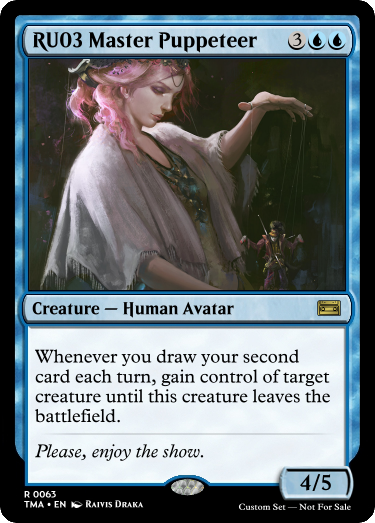 RU03 Master Puppeteer 3
Creature — Human Avatar
Whenever you draw your second
card each turn, gain control of target
creature until this creature leaves the
battlefield.
Please, enjoy the show.
4/5
R 0063
TMA • EN Raivis Draka
Custom Set — Not For Sale